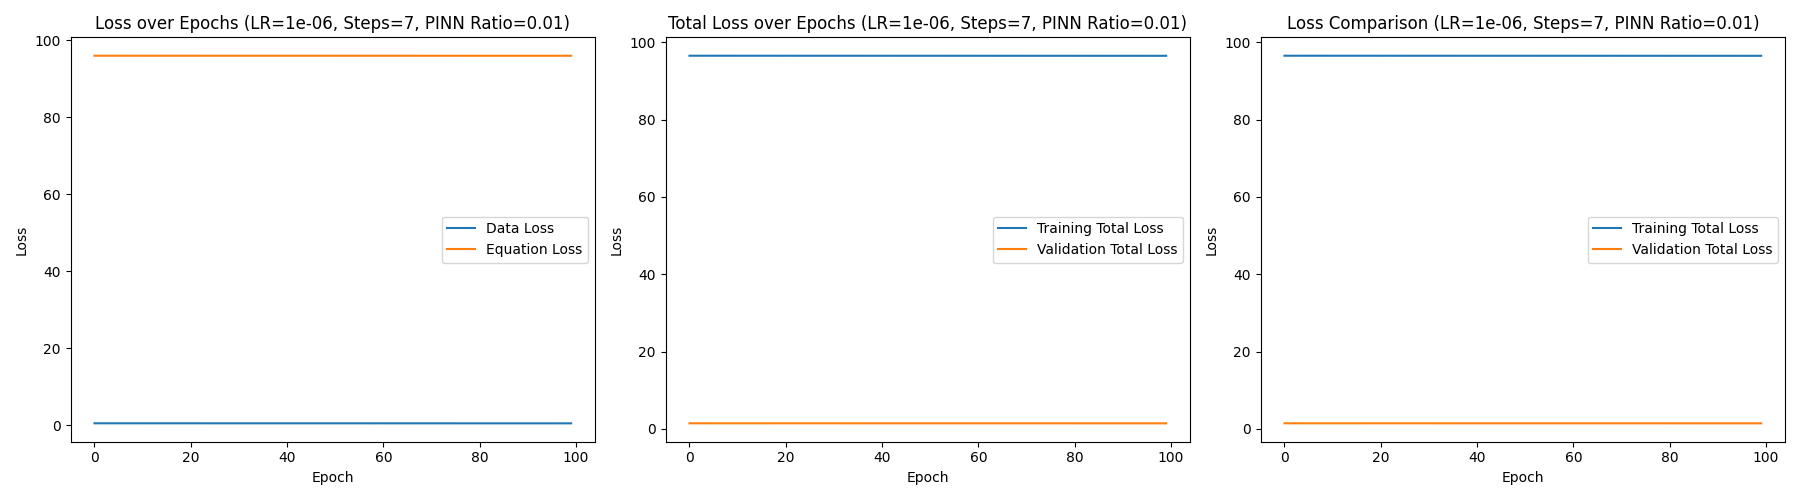 Loss over Epochs (LR=1e-06, Steps=7, PINN Ratio=0.01)
100
80
60
40
20
0
Loss
Data Loss
Equation Loss
0 20 40 60 80 100
Epoch
Total Loss over Epochs (LR=1e-06, Steps=7, PINN Ratio=0.01)
100
80
60
40
20
0
Loss
Training Total Loss
Validation Total Loss
0 20 40 60 80 100
Epoch
Loss Comparison (LR=1e-06, Steps=7, PINN Ratio=0.01)
100
80
60
40
20
0
Loss
Training Total Loss
Validation Total Loss
0 20 40 60 80 100
Epoch